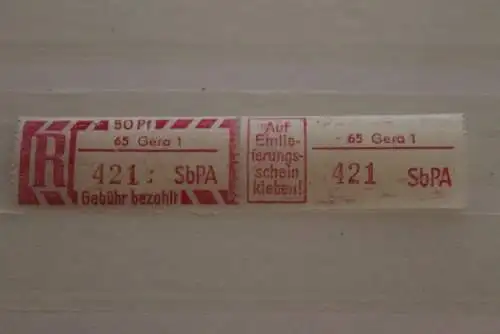 50 Pf
65 Gera 1
R
421 SbPA
Gebühr bezahlt
Auf
Einlie-
ferungs-
schein
kleben!
65 Gera 1
421 SbPA